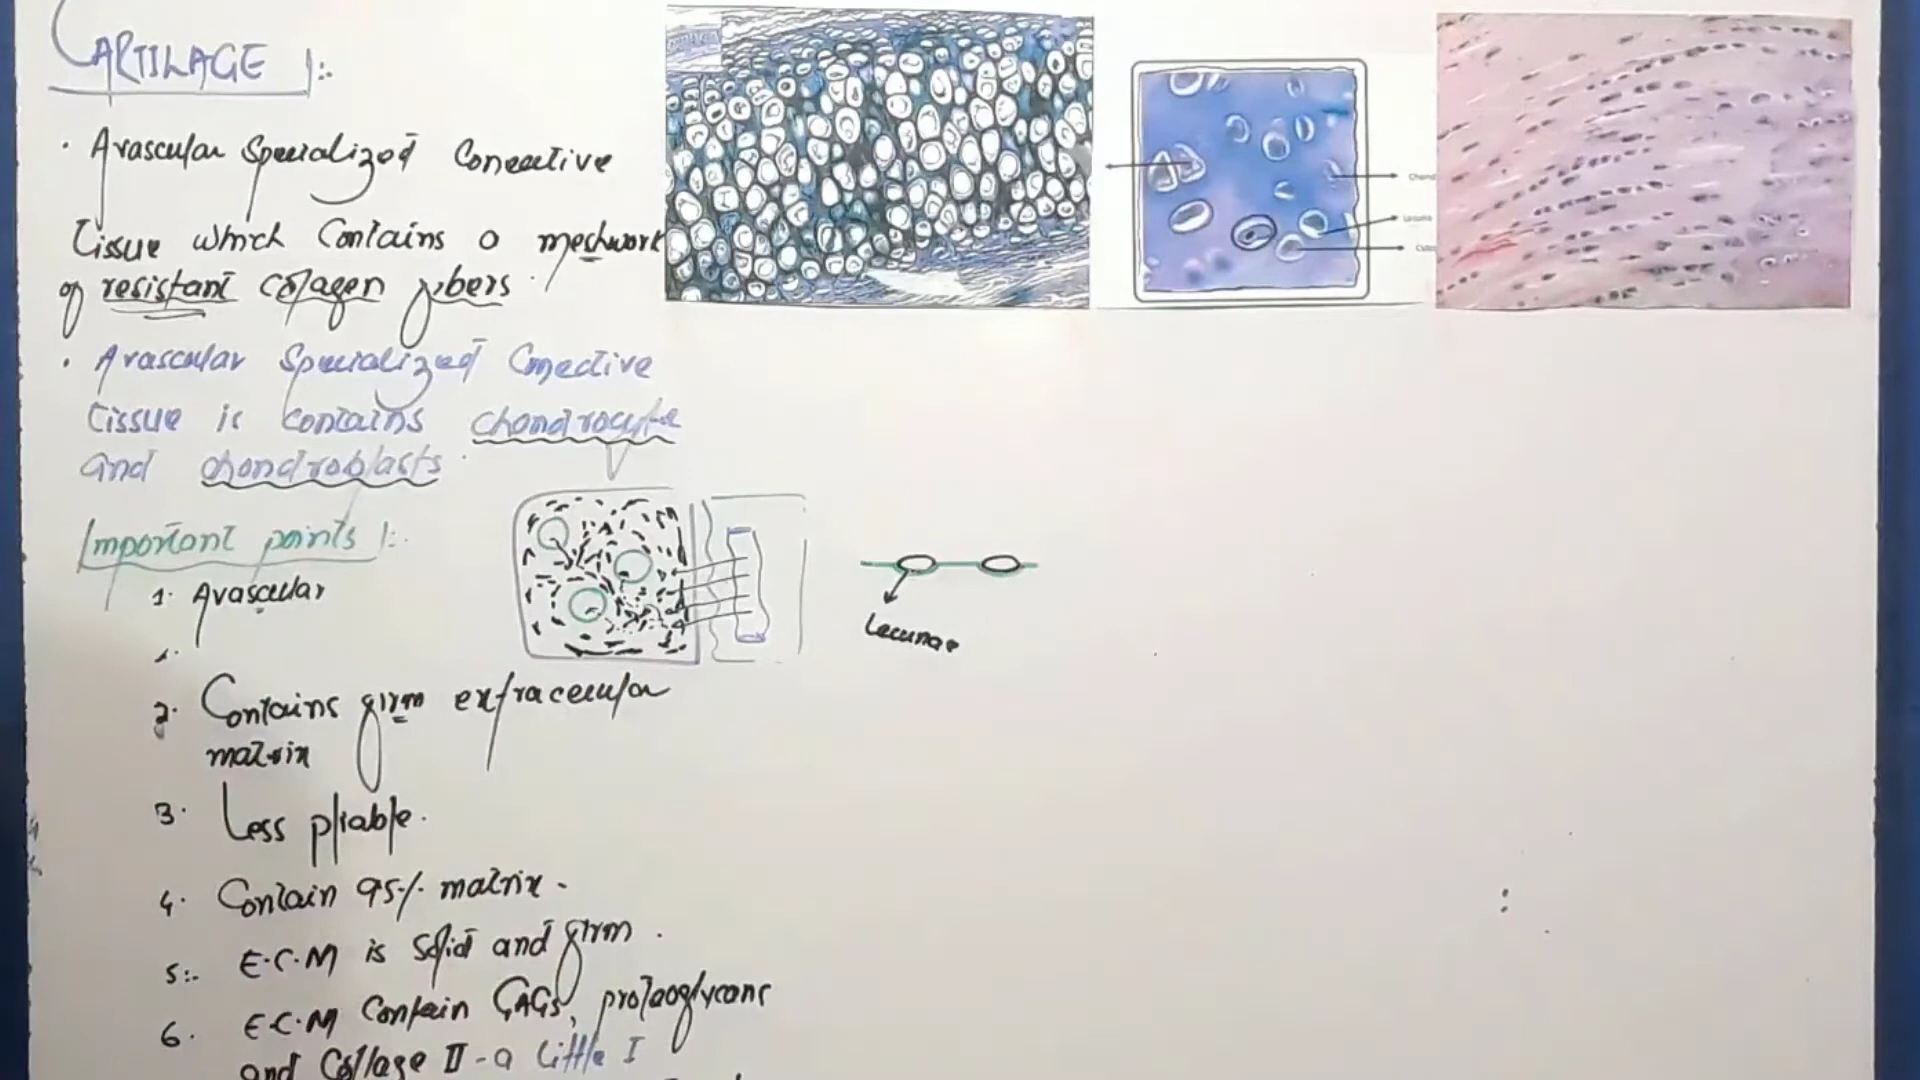 CARTILAGE :-
· Avascular Specialized Connective
tissue which contains a meshwork
of resistant collagen fibers.
· Avascular Specialized Connective
tissue is contains chondrocyte
and chondroblasts.
Important points :-
1. Avascular
2. Contains firm extracellular
matrix
3. Less pliable.
4. Contain 95% matrix.
5:- E.C.M is solid and firm.
6. E.C.M Contain GAGs, proteoglycans
and Collage II - a little I
Lacunae
Chond
Lacuna